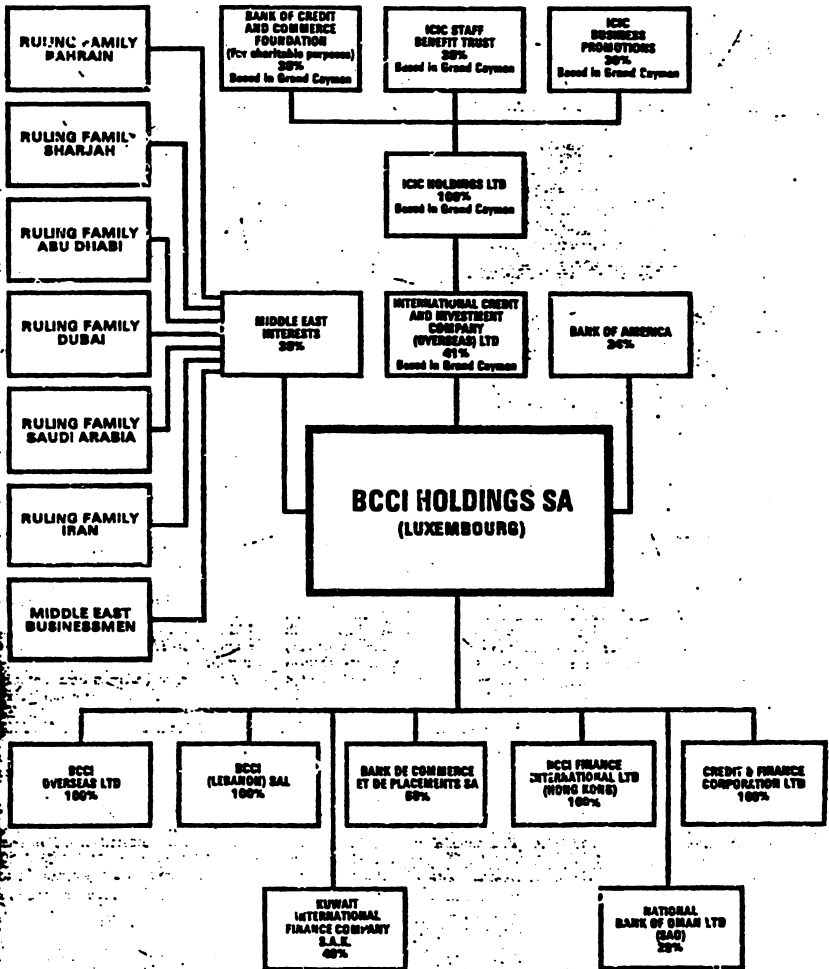 RULING FAMILY
BAHRAIN
BANK OF CREDIT
AND COMMERCE
FOUNDATION
(For charitable purposes)
Based in Grand Cayman
ICIC STAFF
BENEFIT TRUST
Based in Grand Cayman
ICIC
BUSINESS
PROMOTIONS
Based in Grand Cayman
RULING FAMILY
SHARJAH
ICIC HOLDINGS LTD
100%
Based in Grand Cayman
RULING FAMILY
ABU DHABI
RULING FAMILY
DUBAI
MIDDLE EAST
INTERESTS
35%
INTERNATIONAL CREDIT
AND INVESTMENT
COMPANY
(OVERSEAS) LTD
41%
Based in Grand Cayman
BANK OF AMERICA
24%
RULING FAMILY
SAUDI ARABIA
RULING FAMILY
IRAN
MIDDLE EAST
BUSINESSMEN
BCCI HOLDINGS SA
(LUXEMBOURG)
BCCI
OVERSEAS LTD
100%
BCCI
(LEBANON) SAL
100%
BANK DE COMMERCE
ET DE PLACEMENTS SA
BCCI FINANCE
INTERNATIONAL LTD
(HONG KONG)
100%
CREDIT & FINANCE
CORPORATION LTD
100%
KUWAIT
INTERNATIONAL
FINANCE COMPANY
S.A.K.
NATIONAL
BANK OF OMAN LTD
(SAO)
29%